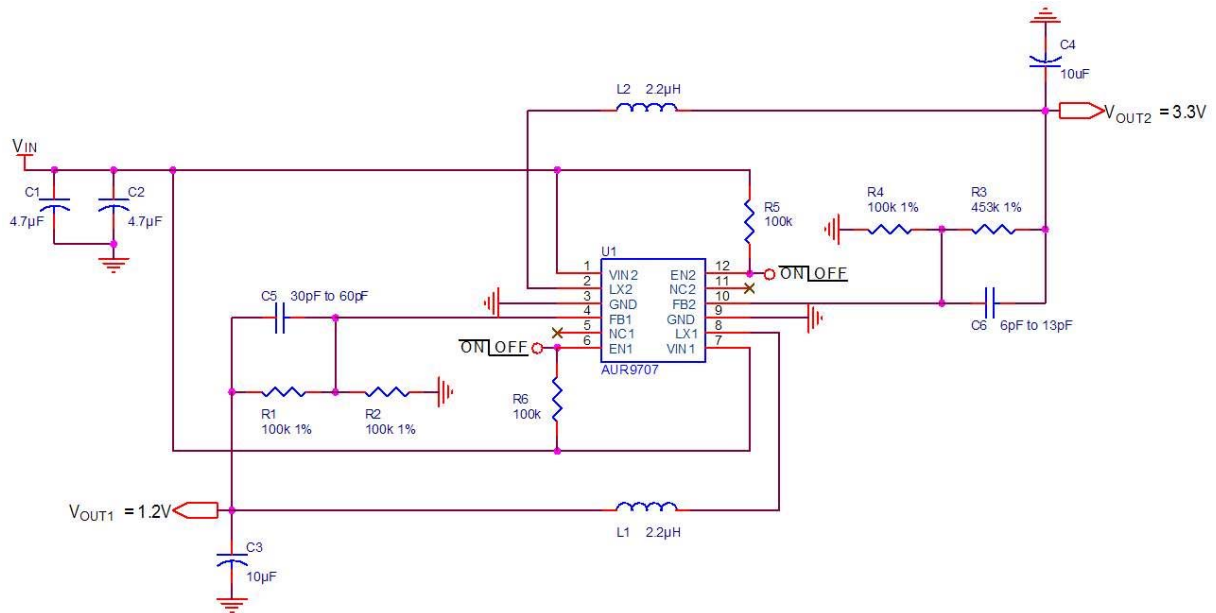 C4
10uF
L2 2.2µH
VOUT2 = 3.3V
VIN
C1
4.7µF
C2
4.7µF
R5
100k
R4
100k 1%
R3
453k 1%
U1
1 VIN2
2 LX2
3 GND
4 FB1
5 NC1
6 EN1
EN2 12
NC2 11
FB2 10
GND 9
LX1 8
VIN1 7
AUR9707
ON OFF
C6 6pF to 13pF
C5 30pF to 60pF
ON OFF
R1
100k 1%
R2
100k 1%
R6
100k
VOUT1 = 1.2V
L1 2.2µH
C3
10µF